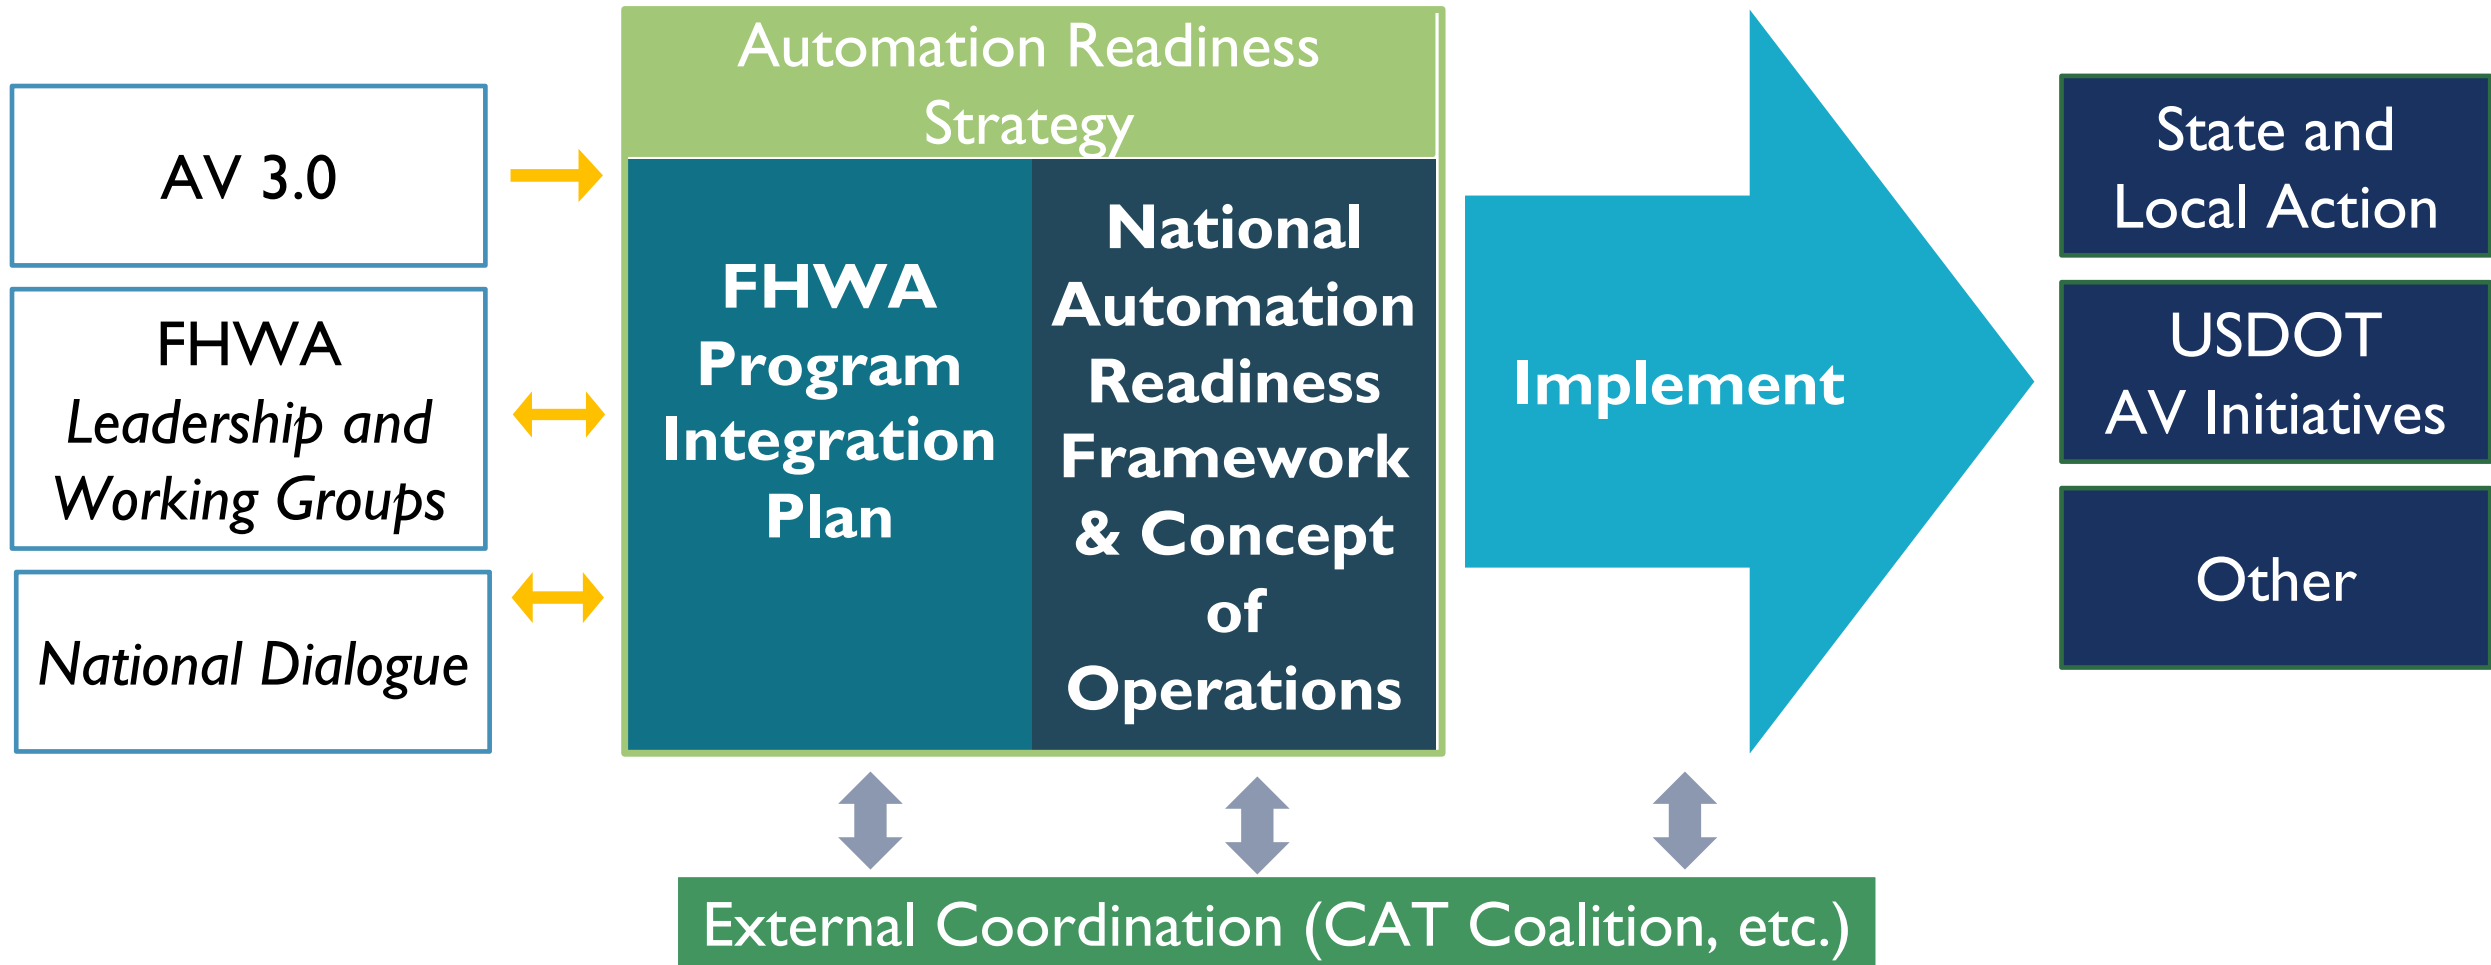 AV 3.0
FHWA
Leadership and
Working Groups
National Dialogue
Automation Readiness
Strategy
FHWA
Program
Integration
Plan
National
Automation
Readiness
Framework
& Concept
of
Operations
Implement
State and
Local Action
USDOT
AV Initiatives
Other
External Coordination (CAT Coalition, etc.)